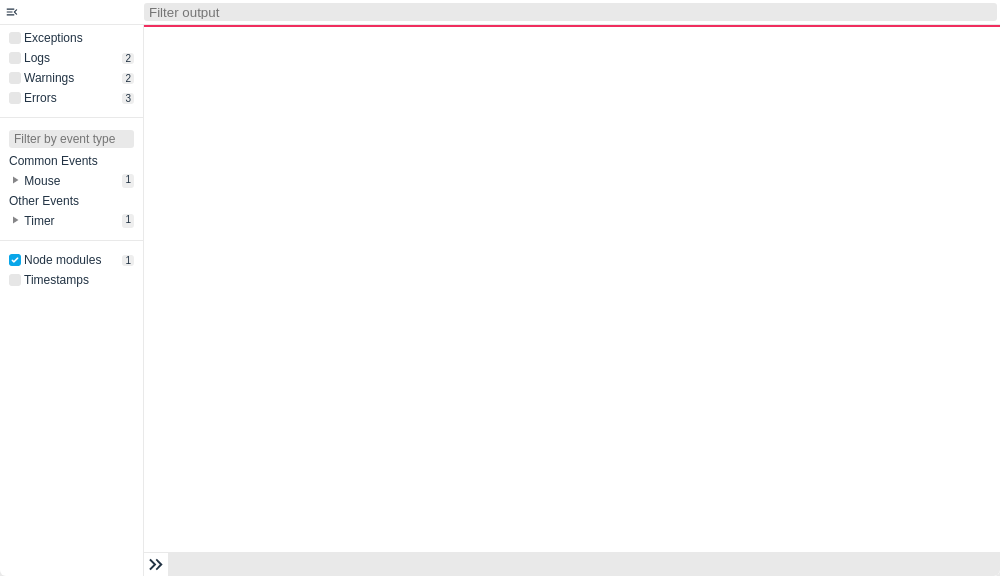 Filter output
Exceptions
Logs 2
Warnings 2
Errors 3
Filter by event type
Common Events
Mouse 1
Other Events
Timer 1
Node modules 1
Timestamps